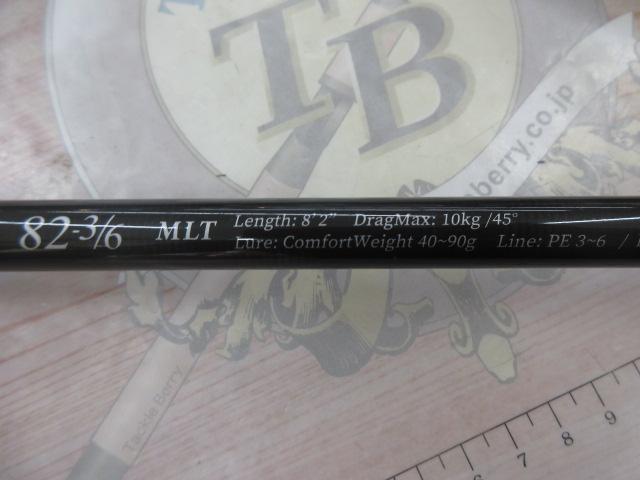 TB
berry.co.jp
82-3/6 MLT Length: 8'2" DragMax: 10kg /45°
Lure: ComfortWeight 40~90g Line: PE 3~6 /
Tackle Berry
6 7 8 9